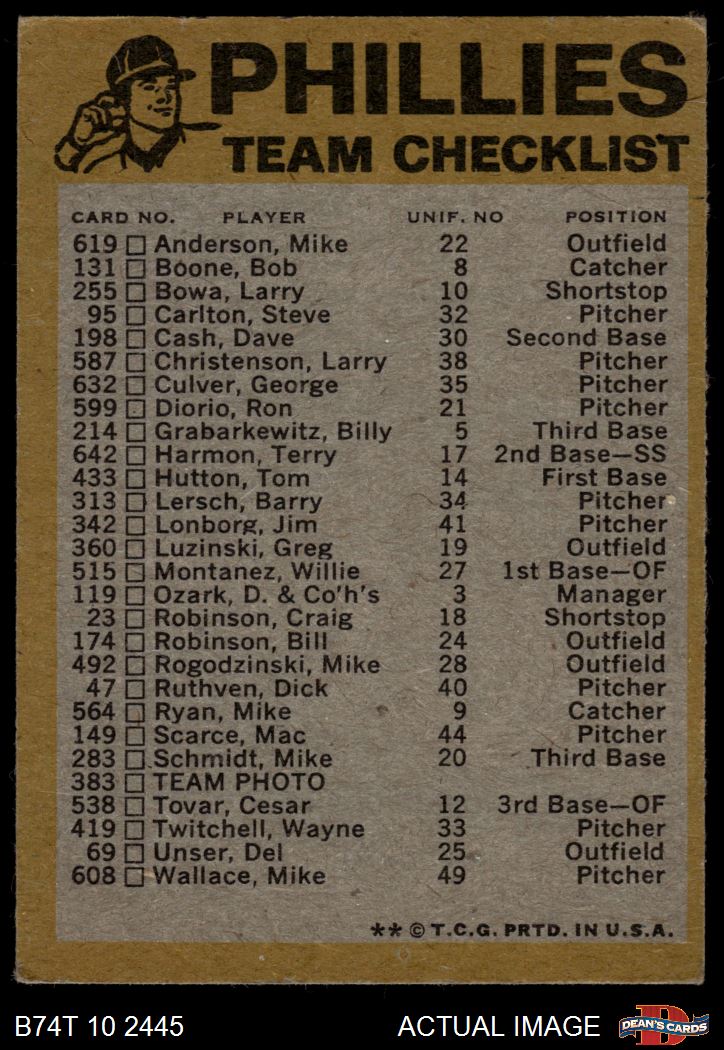 PHILLIES
TEAM CHECKLIST
CARD NO. PLAYER UNIF. NO POSITION
619 □ Anderson, Mike 22 Outfield
131 □ Boone, Bob 8 Catcher
255 □ Bowa, Larry 10 Shortstop
95 □ Carlton, Steve 32 Pitcher
198 □ Cash, Dave 30 Second Base
587 □ Christenson, Larry 38 Pitcher
632 □ Culver, George 35 Pitcher
599 □ Diorio, Ron 21 Pitcher
214 □ Grabarkewitz, Billy 5 Third Base
642 □ Harmon, Terry 17 2nd Base—SS
433 □ Hutton, Tom 14 First Base
313 □ Lersch, Barry 34 Pitcher
342 □ Lonborg, Jim 41 Pitcher
360 □ Luzinski, Greg 19 Outfield
515 □ Montanez, Willie 27 1st Base—OF
119 □ Ozark, D. & Co'h's 3 Manager
23 □ Robinson, Craig 18 Shortstop
174 □ Robinson, Bill 24 Outfield
492 □ Rogodzinski, Mike 28 Outfield
47 □ Ruthven, Dick 40 Pitcher
564 □ Ryan, Mike 9 Catcher
149 □ Scarce, Mac 44 Pitcher
283 □ Schmidt, Mike 20 Third Base
383 □ TEAM PHOTO
538 □ Tovar, Cesar 12 3rd Base—OF
419 □ Twitchell, Wayne 33 Pitcher
69 □ Unser, Del 25 Outfield
608 □ Wallace, Mike 49 Pitcher
** © T.C.G. PRTD. IN U.S.A.
B74T 10 2445 ACTUAL IMAGE D DEAN'S CARDS